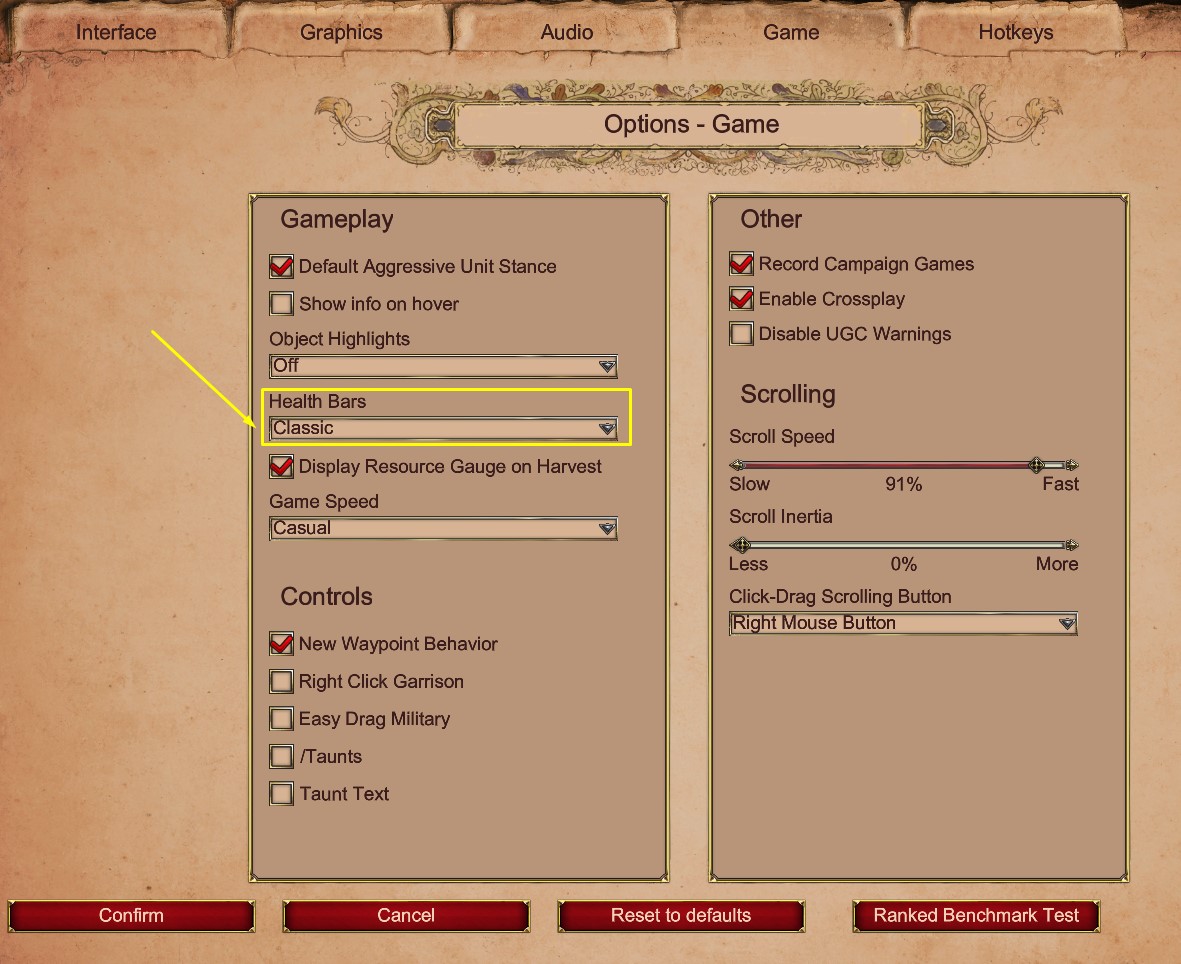 Interface Graphics Audio Game Hotkeys
Options - Game
Gameplay
Default Aggressive Unit Stance
Show info on hover
Object Highlights
Off
Health Bars
Classic
Display Resource Gauge on Harvest
Game Speed
Casual
Controls
New Waypoint Behavior
Right Click Garrison
Easy Drag Military
/Taunts
Taunt Text
Other
Record Campaign Games
Enable Crossplay
Disable UGC Warnings
Scrolling
Scroll Speed
Slow 91% Fast
Scroll Inertia
Less 0% More
Click-Drag Scrolling Button
Right Mouse Button
Confirm Cancel Reset to defaults Ranked Benchmark Test